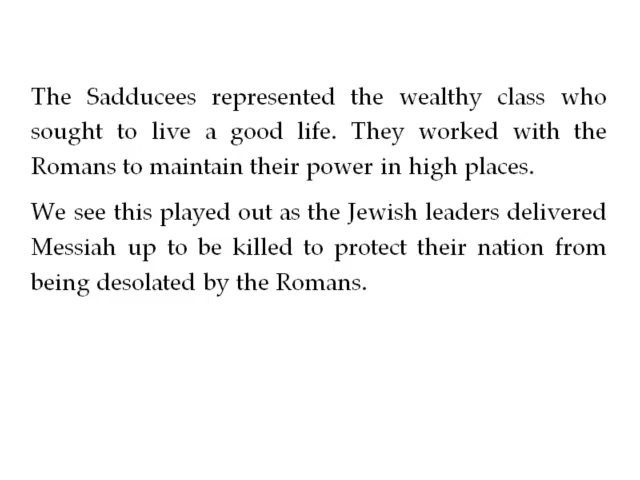 The Sadducees represented the wealthy class who
sought to live a good life. They worked with the
Romans to maintain their power in high places.
We see this played out as the Jewish leaders delivered
Messiah up to be killed to protect their nation from
being desolated by the Romans.